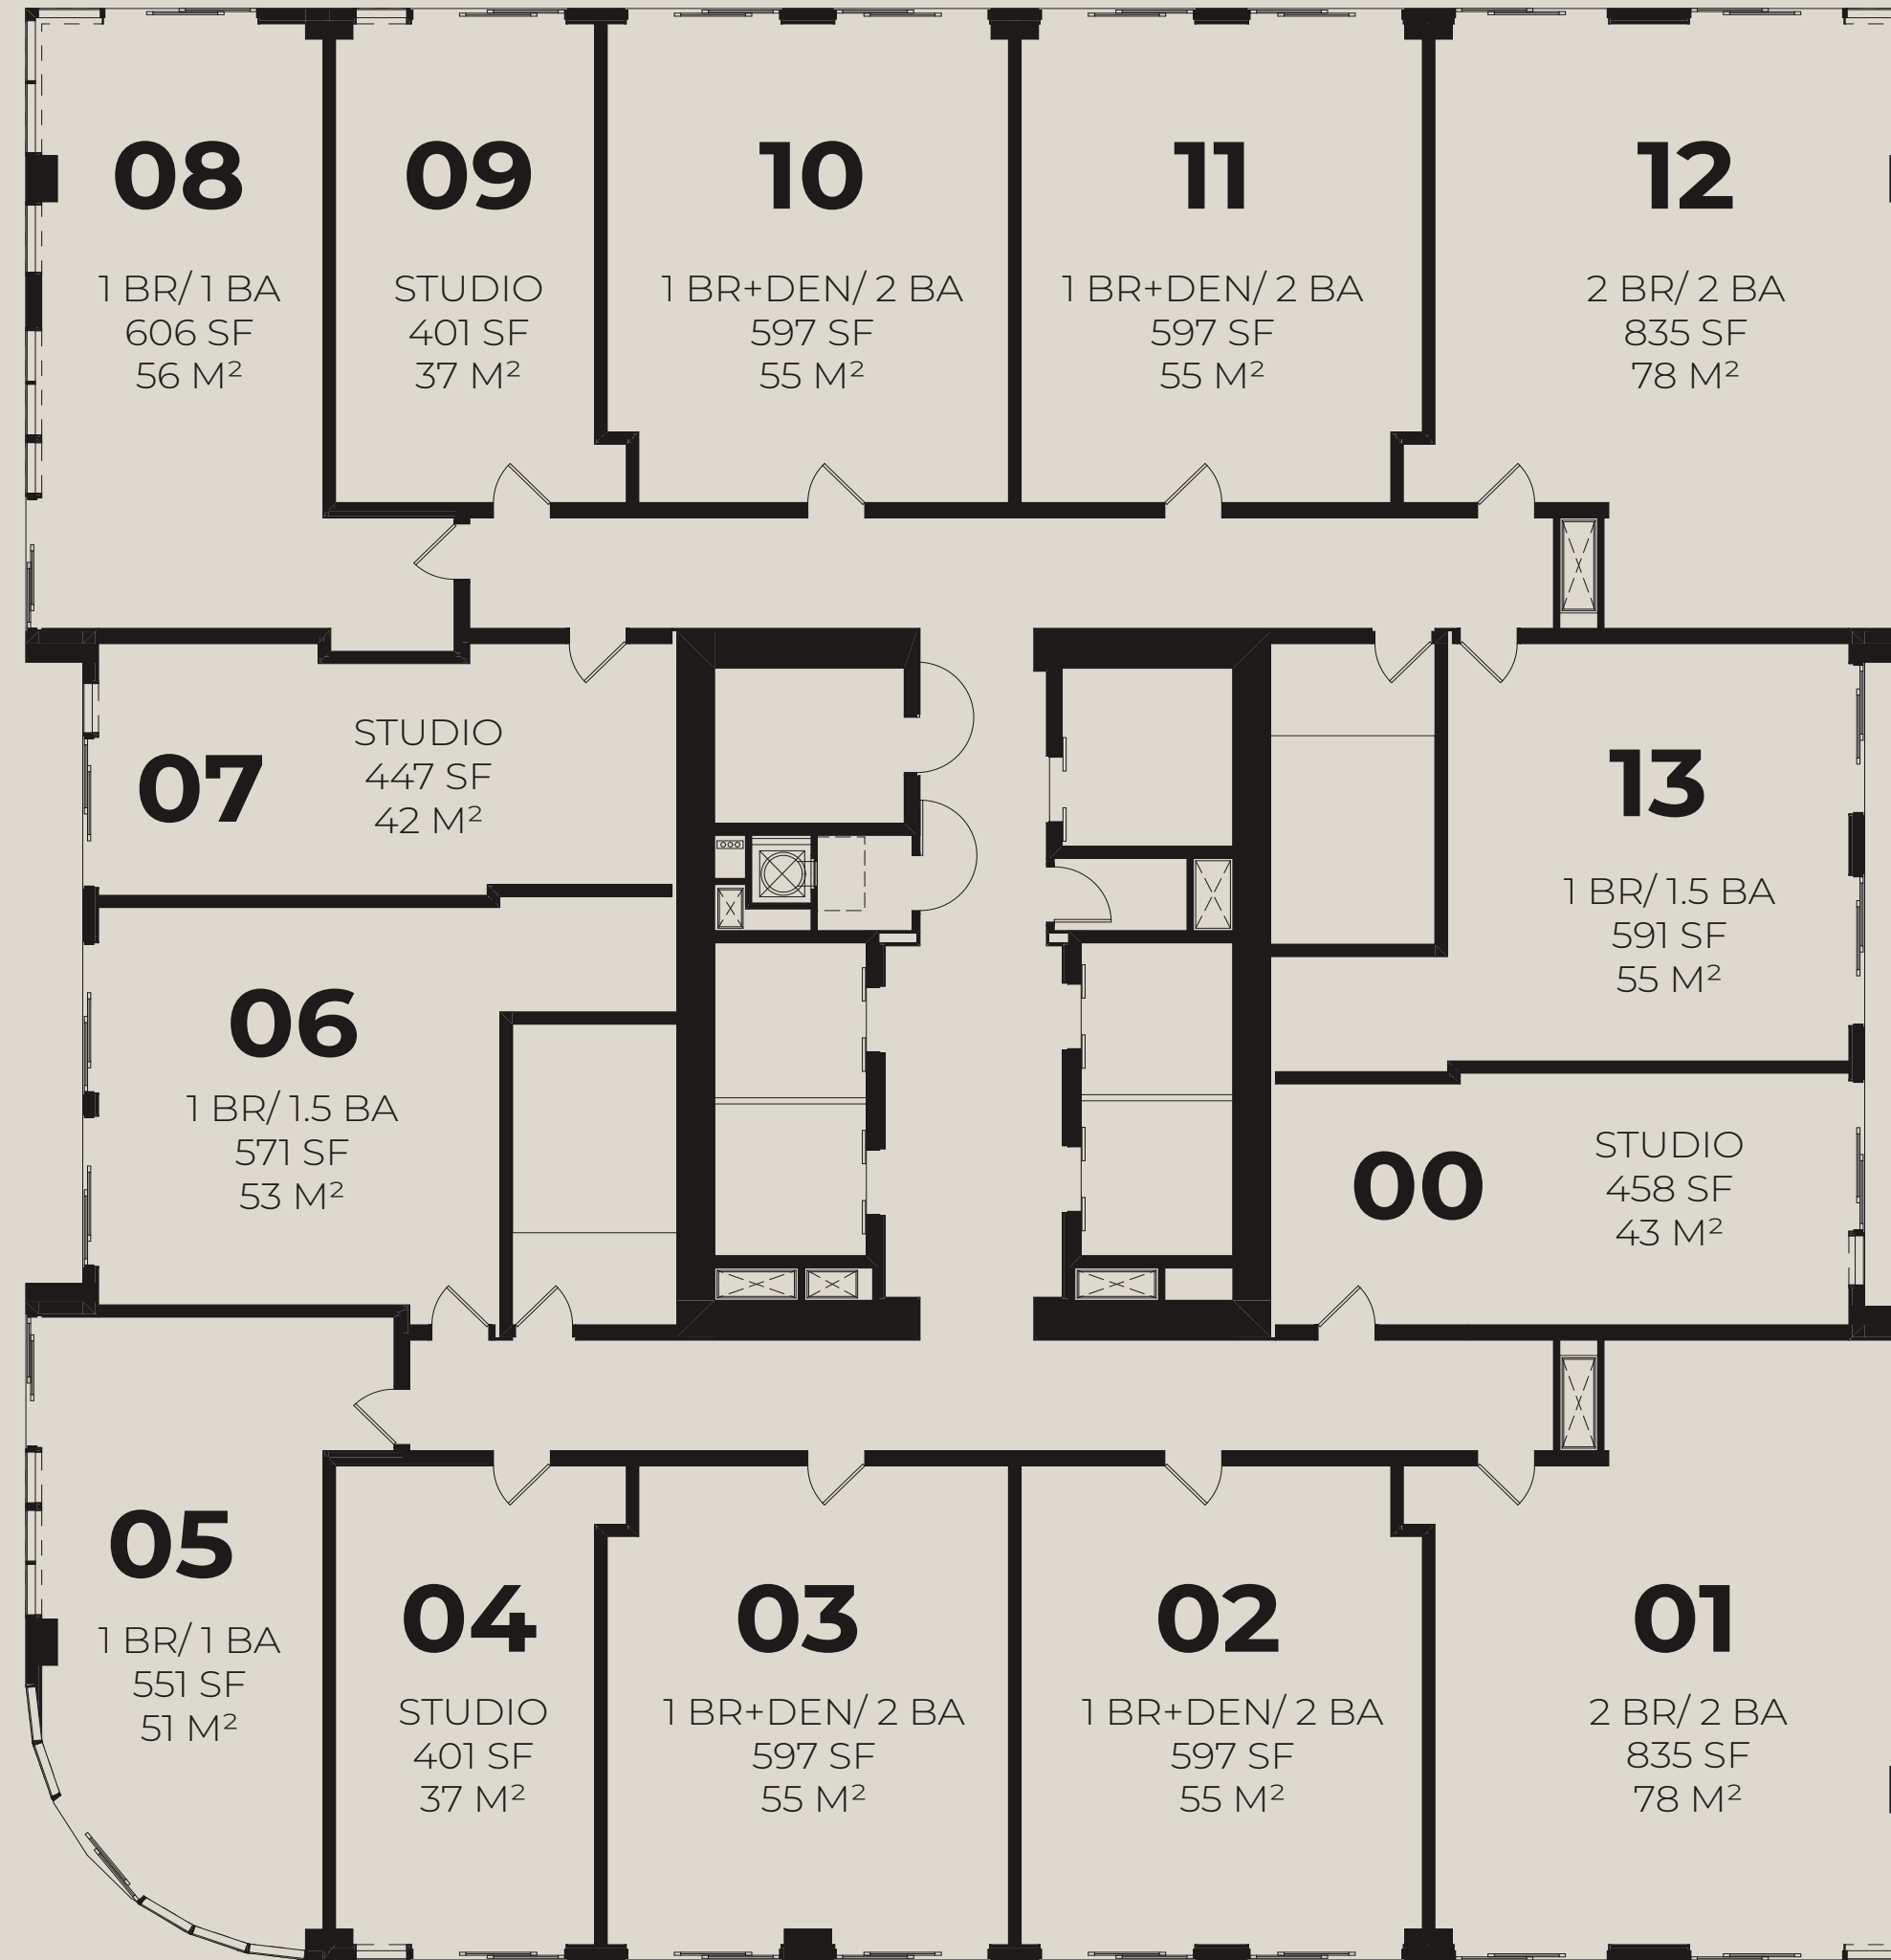 08
1 BR/ 1 BA
606 SF
56 M²
09
STUDIO
401 SF
37 M²
10
1 BR+DEN/ 2 BA
597 SF
55 M²
11
1 BR+DEN/ 2 BA
597 SF
55 M²
12
2 BR/ 2 BA
835 SF
78 M²
07
STUDIO
447 SF
42 M²
13
1 BR/ 1.5 BA
591 SF
55 M²
06
1 BR/ 1.5 BA
571 SF
53 M²
00
STUDIO
458 SF
43 M²
05
1 BR/ 1 BA
551 SF
51 M²
04
STUDIO
401 SF
37 M²
03
1 BR+DEN/ 2 BA
597 SF
55 M²
02
1 BR+DEN/ 2 BA
597 SF
55 M²
01
2 BR/ 2 BA
835 SF
78 M²